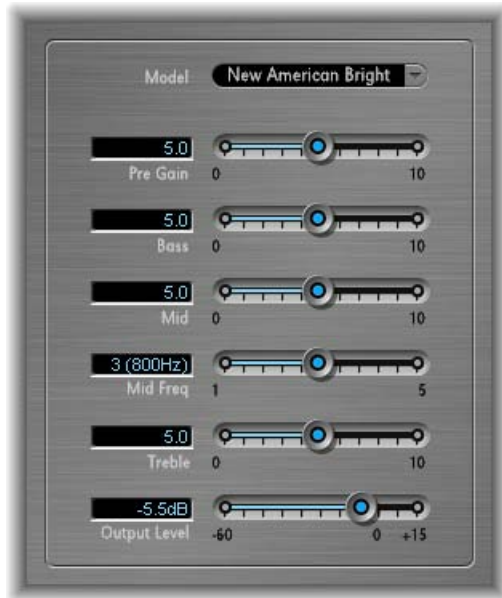 Model New American Bright
5.0
Pre Gain 0 10
5.0
Bass 0 10
5.0
Mid 0 10
3 (800Hz)
Mid Freq 1 5
5.0
Treble 0 10
-5.5dB
Output Level -60 0 +15